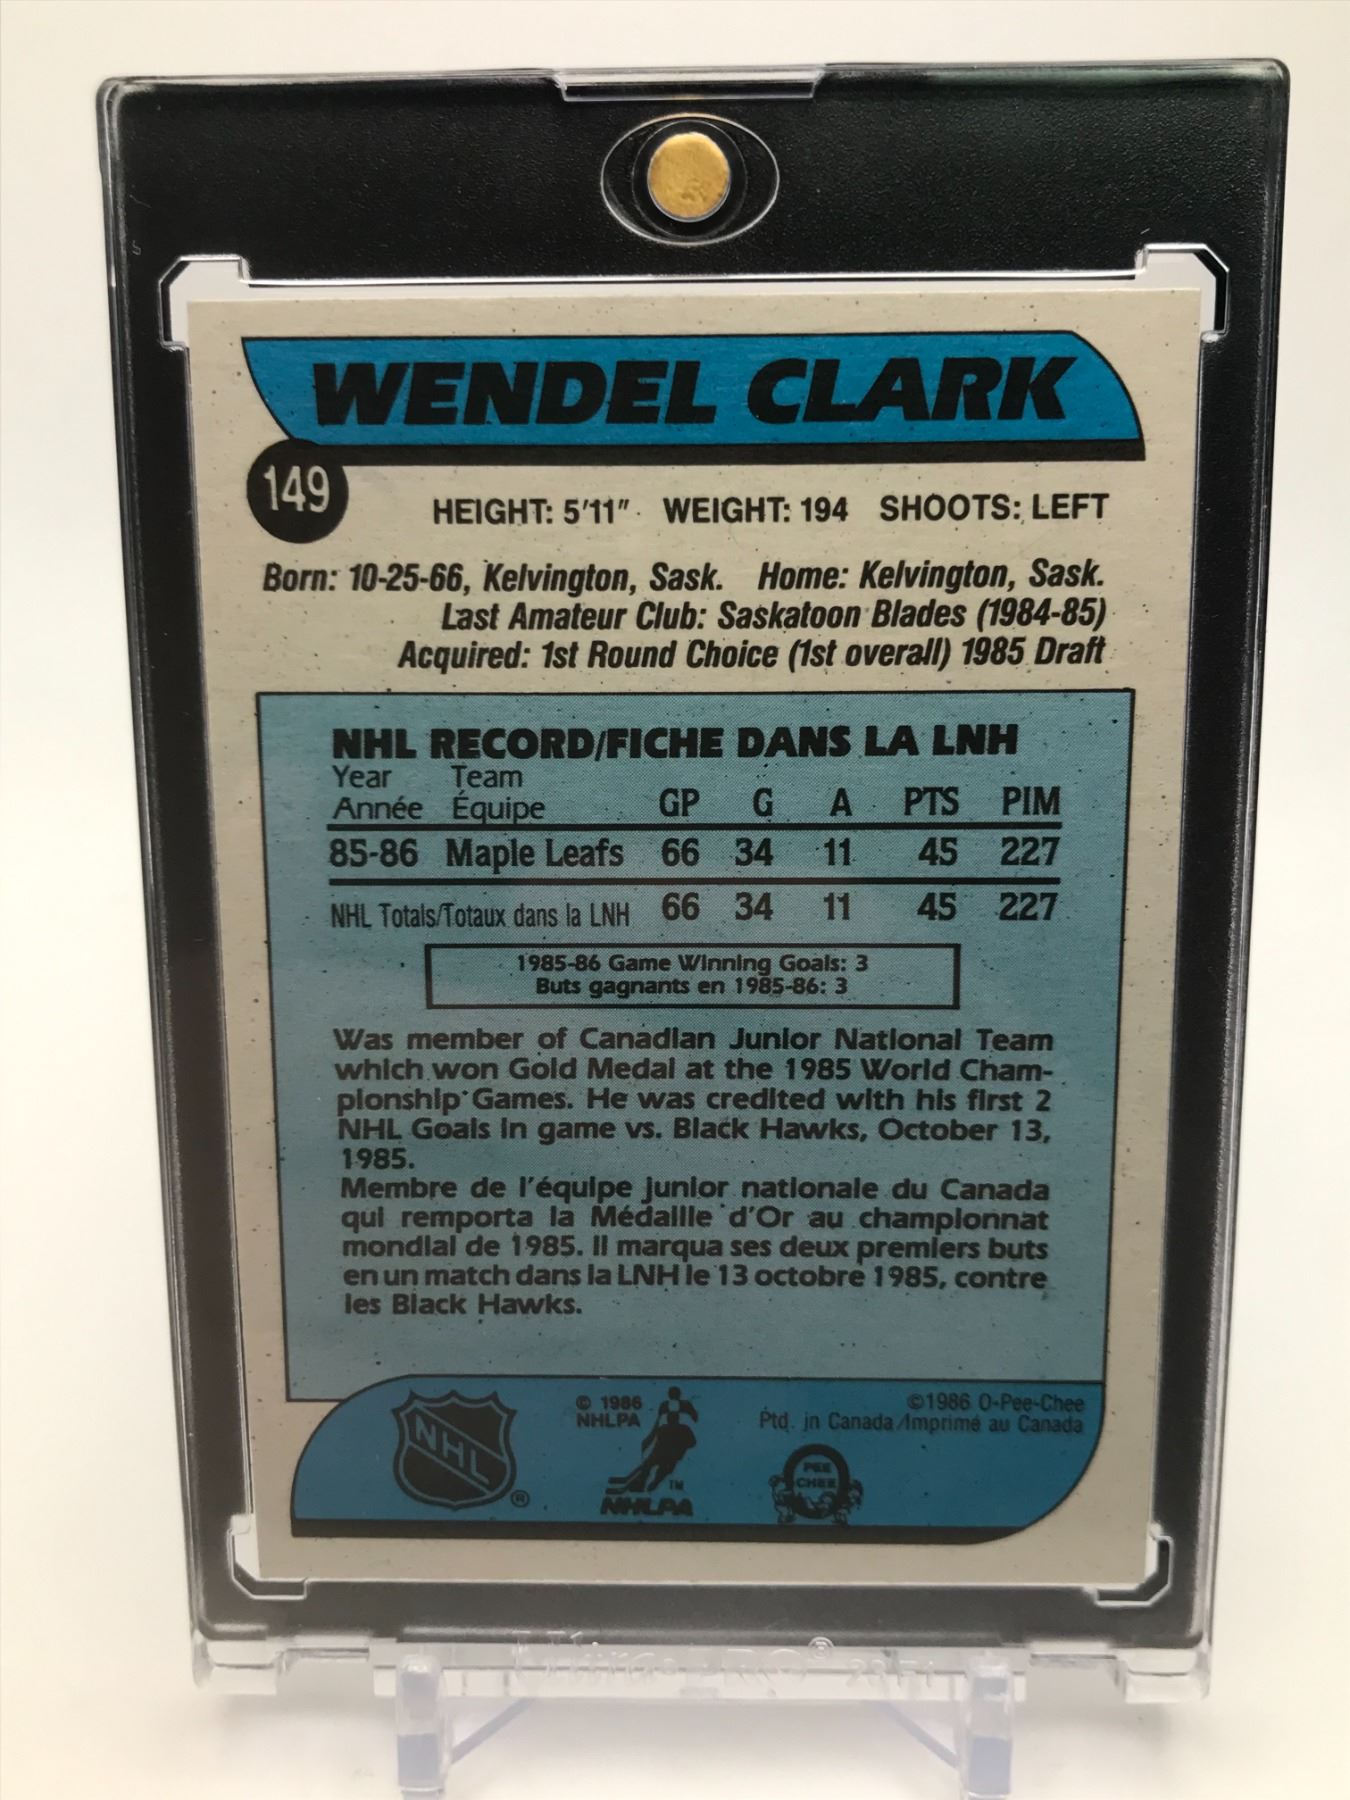 WENDEL CLARK
149
HEIGHT: 5'11" WEIGHT: 194 SHOOTS: LEFT
Born: 10-25-66, Kelvington, Sask. Home: Kelvington, Sask.
Last Amateur Club: Saskatoon Blades (1984-85)
Acquired: 1st Round Choice (1st overall) 1985 Draft
NHL RECORD/FICHE DANS LA LNH
Year Team
Année Équipe GP G A PTS PIM
85-86 Maple Leafs 66 34 11 45 227
NHL Totals/Totaux dans la LNH 66 34 11 45 227
1985-86 Game Winning Goals: 3
Buts gagnants en 1985-86: 3
Was member of Canadian Junior National Team
which won Gold Medal at the 1985 World Cham-
pionship Games. He was credited with his first 2
NHL Goals in game vs. Black Hawks, October 13,
1985.
Membre de l'équipe junior nationale du Canada
qui remporta la Médaille d'Or au championnat
mondial de 1985. Il marqua ses deux premiers buts
en un match dans la LNH le 13 octobre 1985, contre
les Black Hawks.
NHL ®
© 1986
NHLPA
TM
NHLPA
©1986 O-Pee-Chee
Ptd. in Canada/Imprimé au Canada
PEE
CHEE